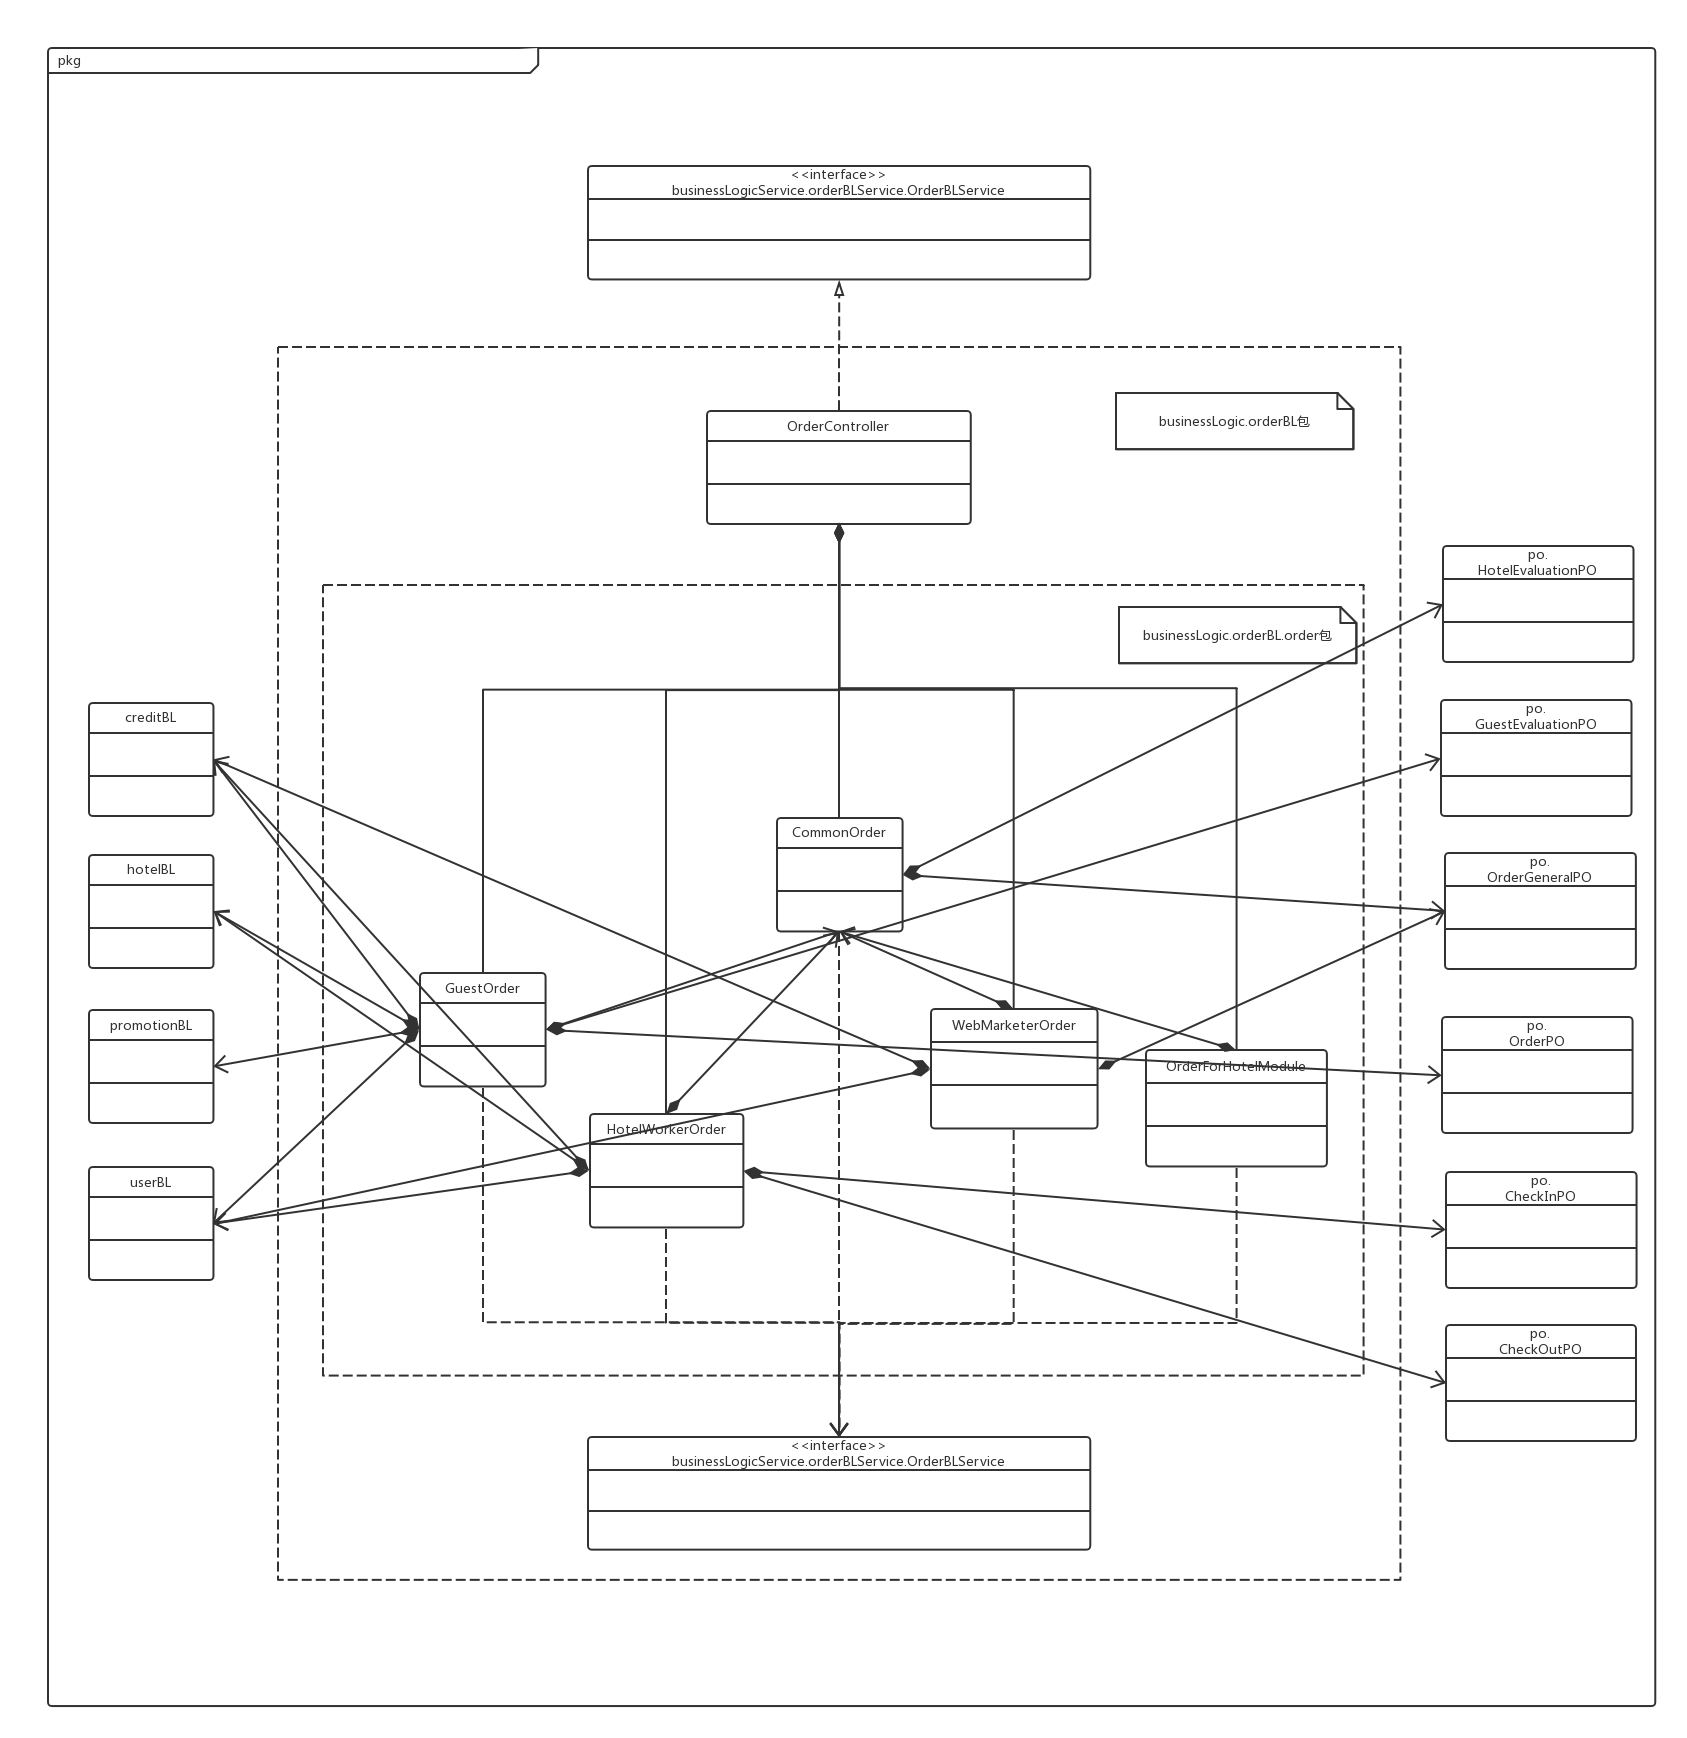 pkg
<<interface>>
businessLogicService.orderBLService.OrderBLService
businessLogic.orderBL包
OrderController
po.
HotelEvaluationPO
businessLogic.orderBL.order包
creditBL
po.
GuestEvaluationPO
CommonOrder
hotelBL
po.
OrderGeneralPO
GuestOrder
promotionBL
WebMarketerOrder
po.
OrderPO
OrderForHotelModule
HotelWorkerOrder
userBL
po.
CheckInPO
po.
CheckOutPO
<<interface>>
businessLogicService.orderBLService.OrderBLService